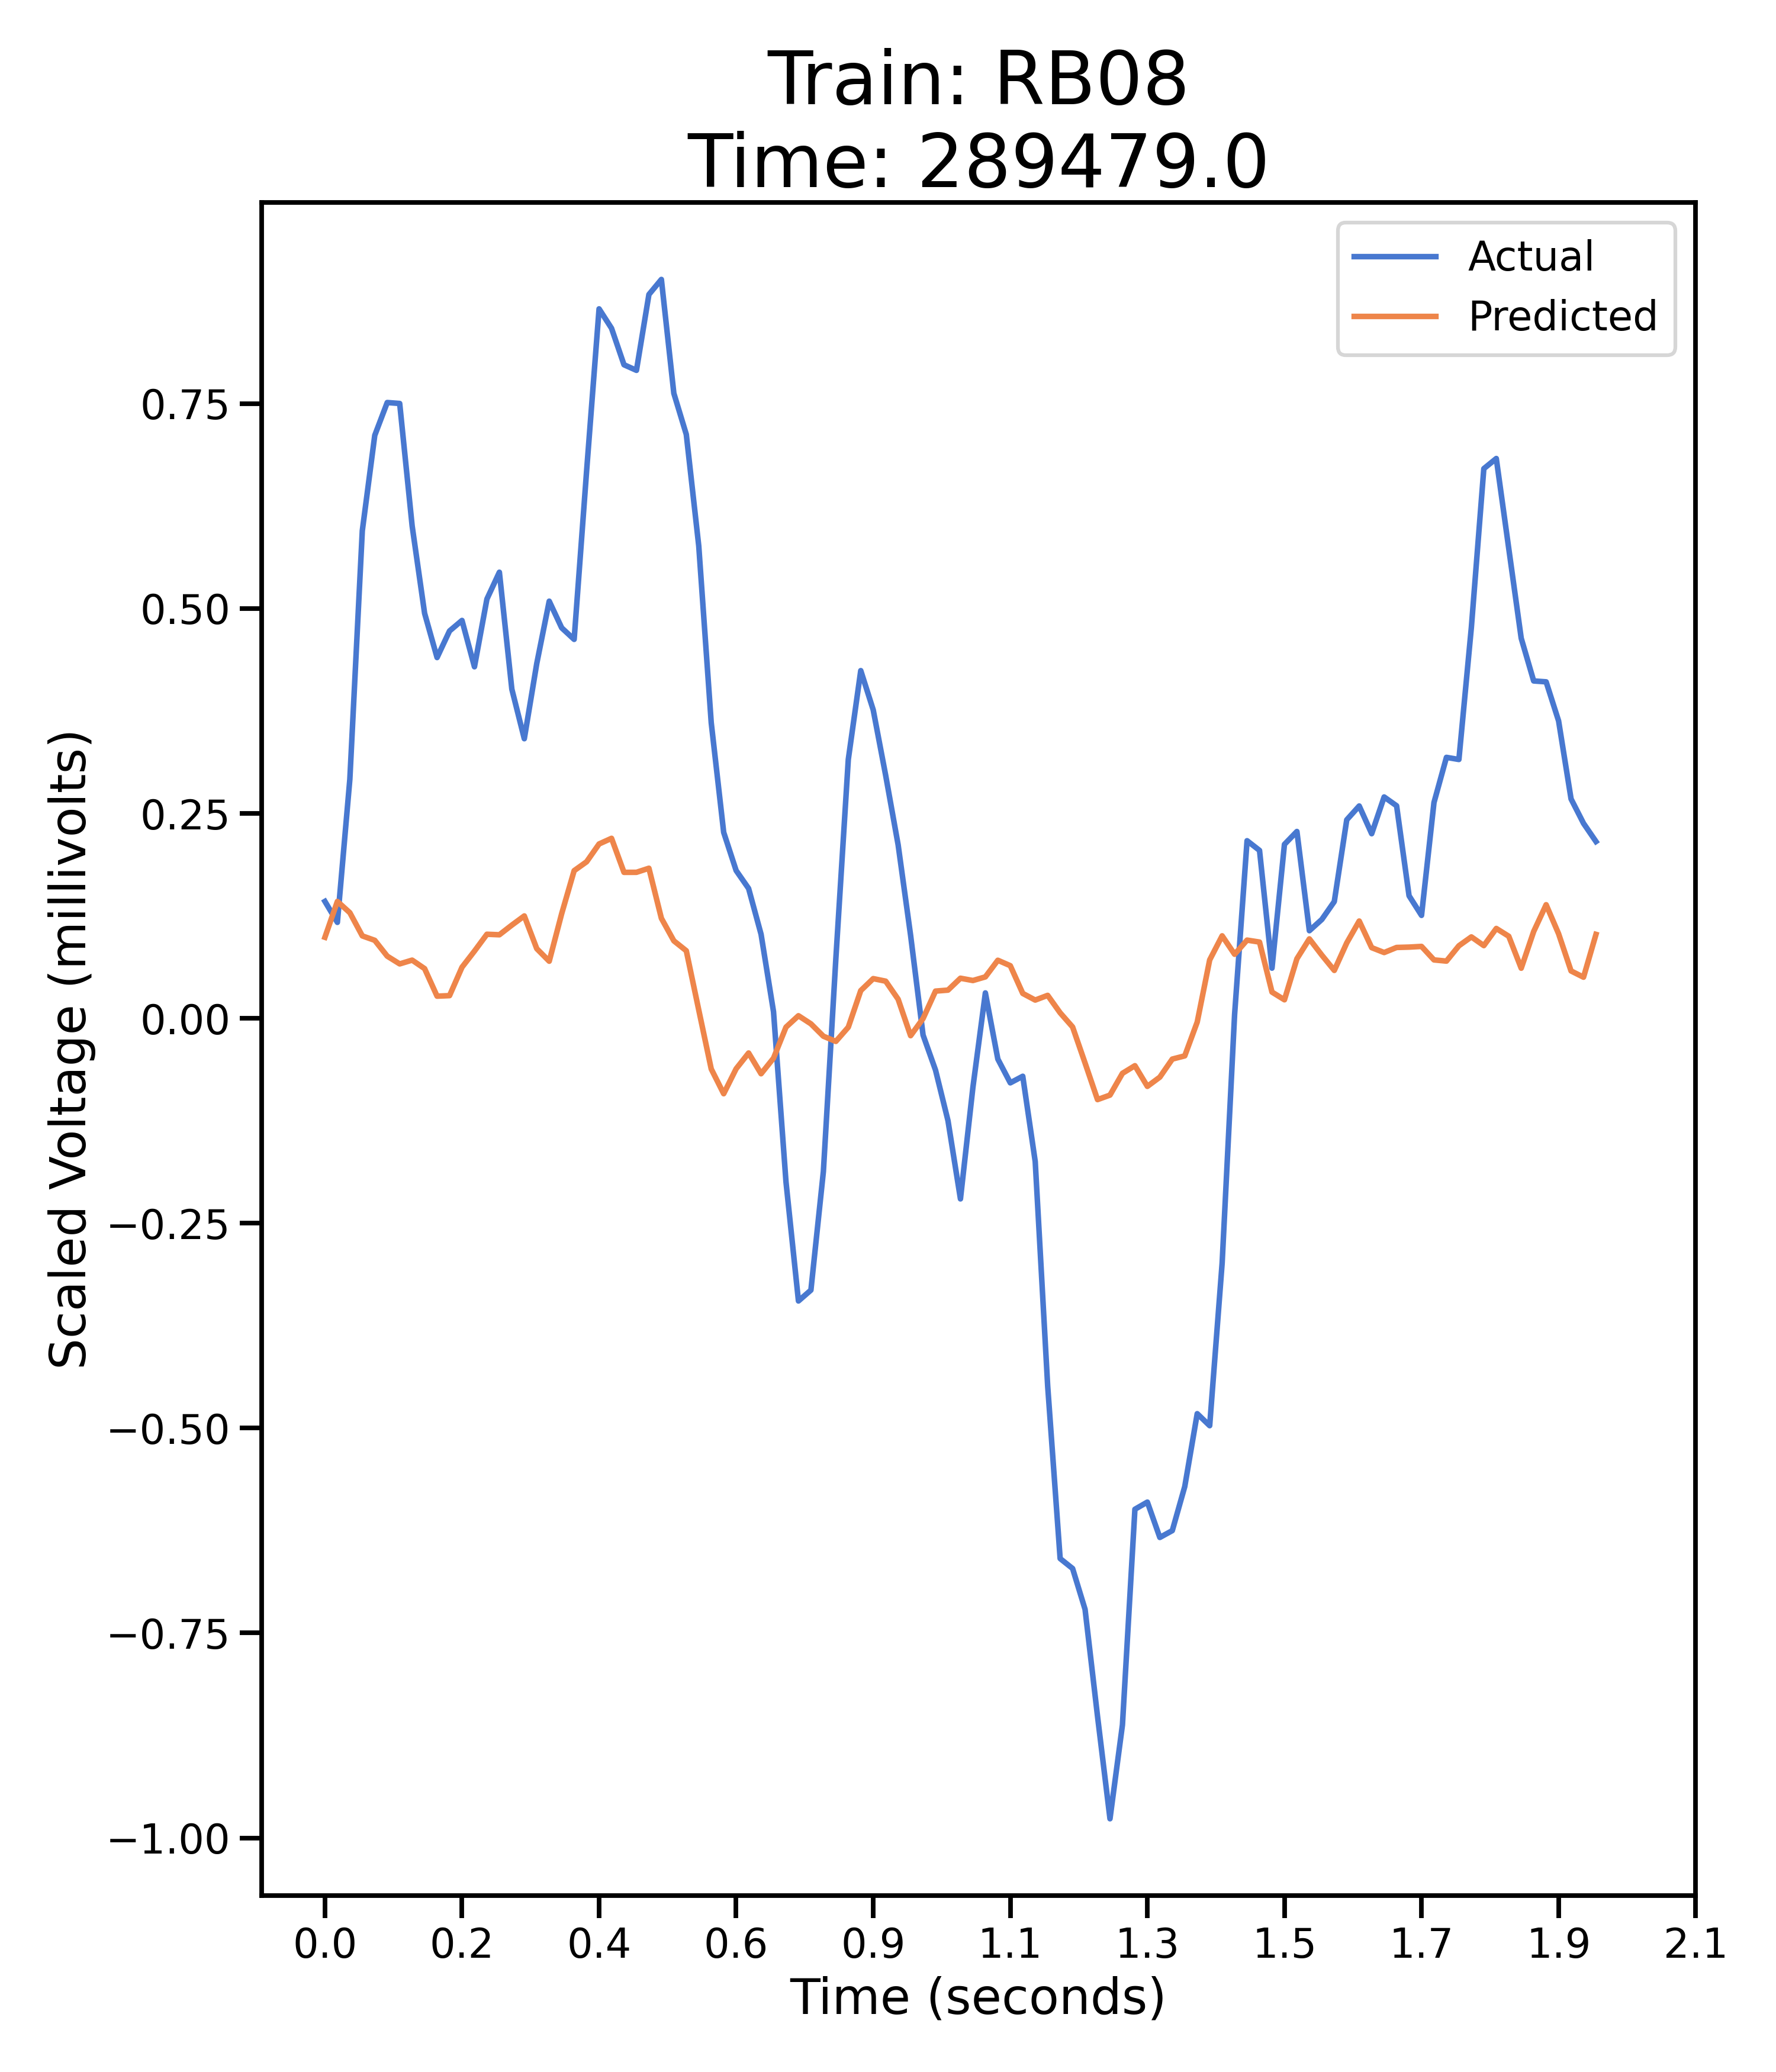 Train: RB08
Time: 289479.0
Actual
Predicted
Scaled Voltage (millivolts)
0.75
0.50
0.25
0.00
−0.25
−0.50
−0.75
−1.00
0.0 0.2 0.4 0.6 0.9 1.1 1.3 1.5 1.7 1.9 2.1
Time (seconds)